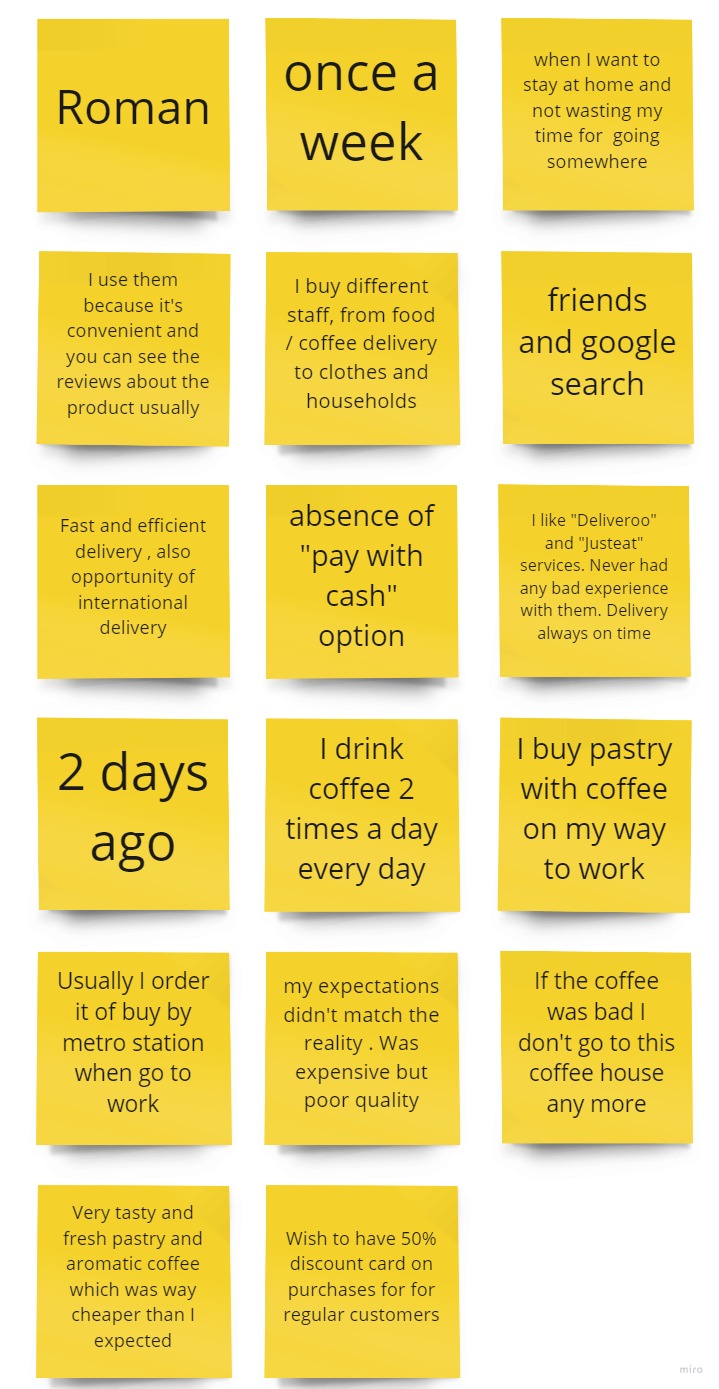 Roman
once a
week
when I want to
stay at home and
not wasting my
time for going
somewhere
I use them
because it's
convenient and
you can see the
reviews about the
product usually
I buy different
staff, from food
/ coffee delivery
to clothes and
households
friends
and google
search
Fast and efficient
delivery , also
opportunity of
international
delivery
absence of
"pay with
cash"
option
I like "Deliveroo"
and "Justeat"
services. Never had
any bad experience
with them. Delivery
always on time
2 days
ago
I drink
coffee 2
times a day
every day
I buy pastry
with coffee
on my way
to work
Usually I order
it of buy by
metro station
when go to
work
my expectations
didn't match the
reality . Was
expensive but
poor quality
If the coffee
was bad I
don't go to this
coffee house
any more
Very tasty and
fresh pastry and
aromatic coffee
which was way
cheaper than I
expected
Wish to have 50%
discount card on
purchases for for
regular customers
miro